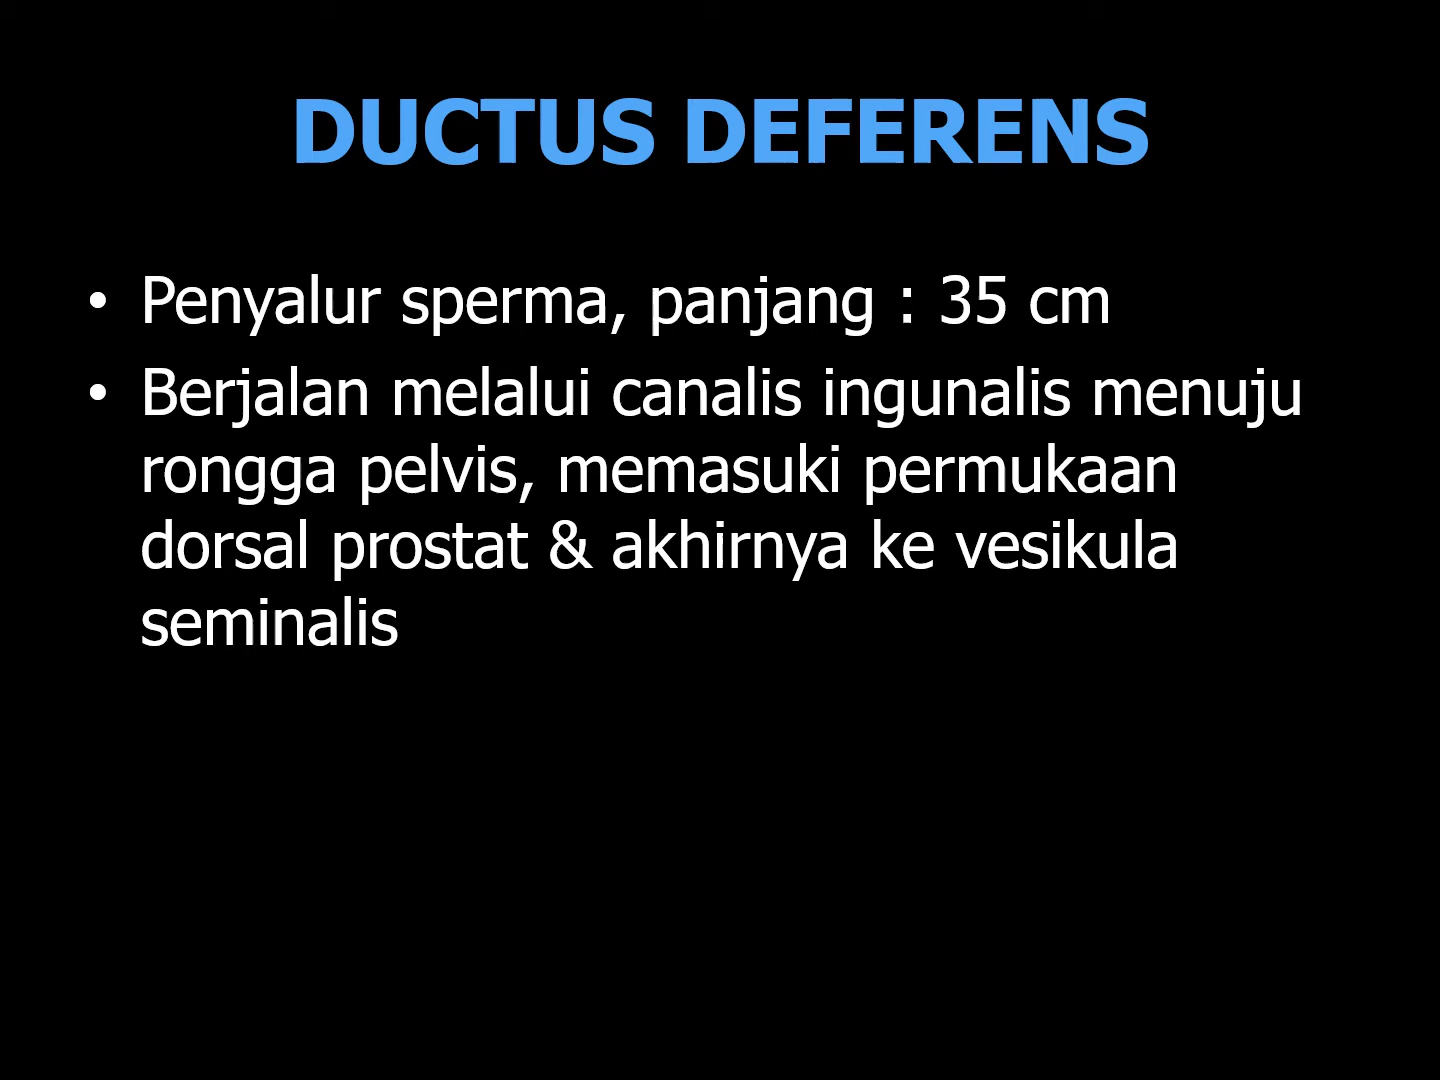 DUCTUS DEFERENS
• Penyalur sperma, panjang : 35 cm
• Berjalan melalui canalis ingunalis menuju
rongga pelvis, memasuki permukaan
dorsal prostat & akhirnya ke vesikula
seminalis